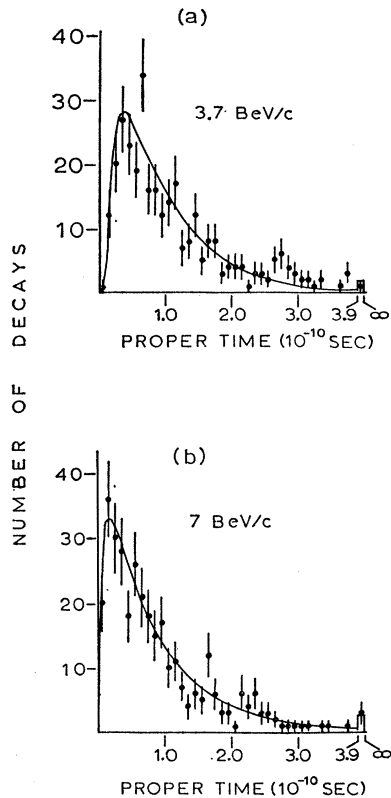 (a)
40
30
20
10
3.7 BeV/c
1.0 2.0 3.0 3.9 ∞
PROPER TIME (10-10 SEC)
NUMBER OF DECAYS
(b)
40
30
20
10
7 BeV/c
1.0 2.0 3.0 3.9 ∞
PROPER TIME (10-10 SEC)